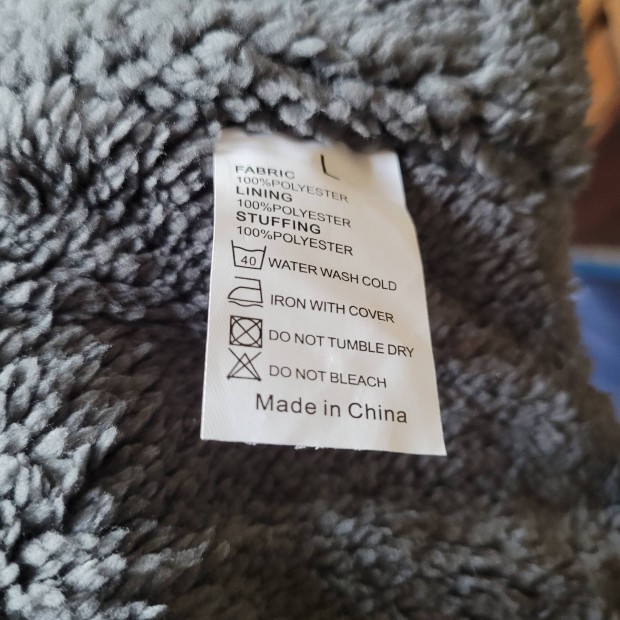 L
FABRIC
100%POLYESTER
LINING
100%POLYESTER
STUFFING
100%POLYESTER
40 WATER WASH COLD
IRON WITH COVER
DO NOT TUMBLE DRY
DO NOT BLEACH
Made in China